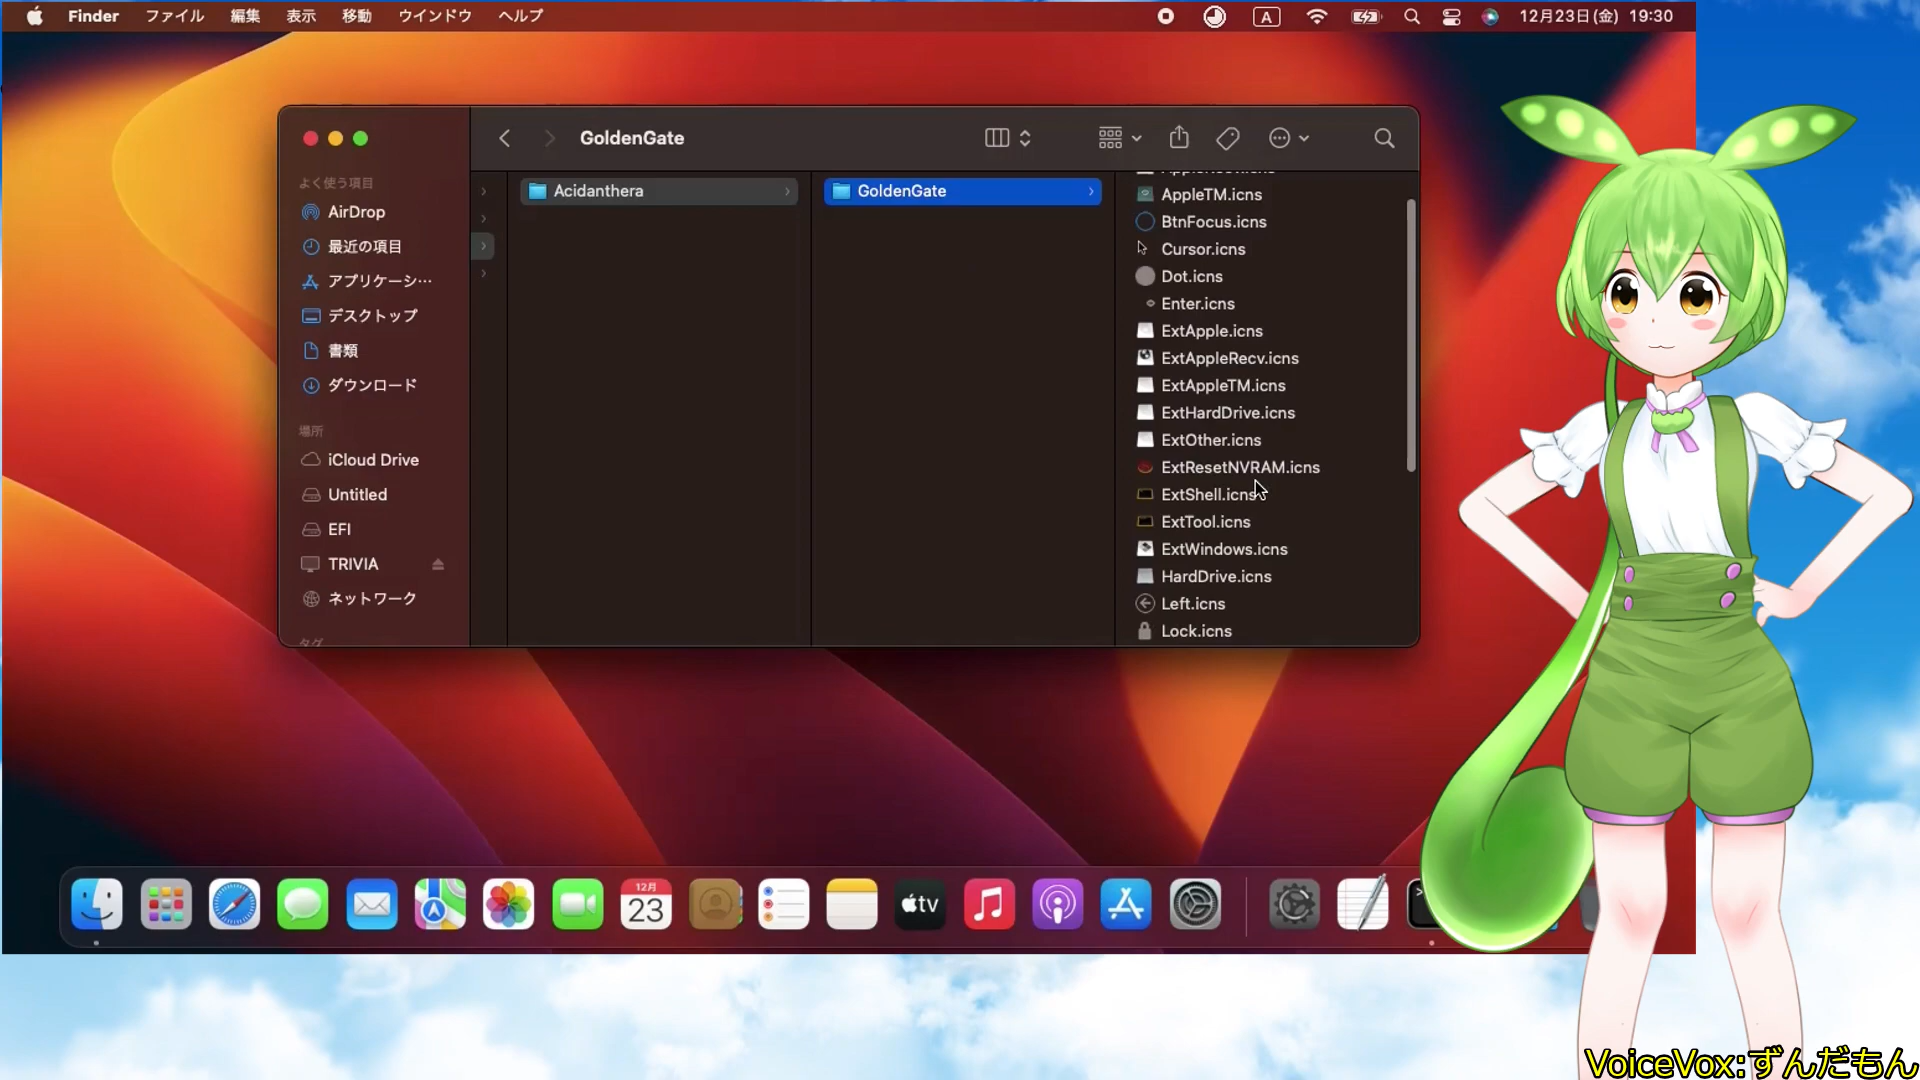 Finder ファイル 編集 表示 移動 ウインドウ ヘルプ A 12月23日(金) 19:30
GoldenGate
よく使う項目
AirDrop
最近の項目
アプリケーシ…
デスクトップ
書類
ダウンロード
場所
iCloud Drive
Untitled
EFI
TRIVIA
ネットワーク
タグ
Acidanthera
GoldenGate
AppleTM.icns
BtnFocus.icns
Cursor.icns
Dot.icns
Enter.icns
ExtApple.icns
ExtAppleRecv.icns
ExtAppleTM.icns
ExtHardDrive.icns
ExtOther.icns
ExtResetNVRAM.icns
ExtShell.icns
ExtTool.icns
ExtWindows.icns
HardDrive.icns
Left.icns
Lock.icns
12月
23
tv
VoiceVox:ずんだもん